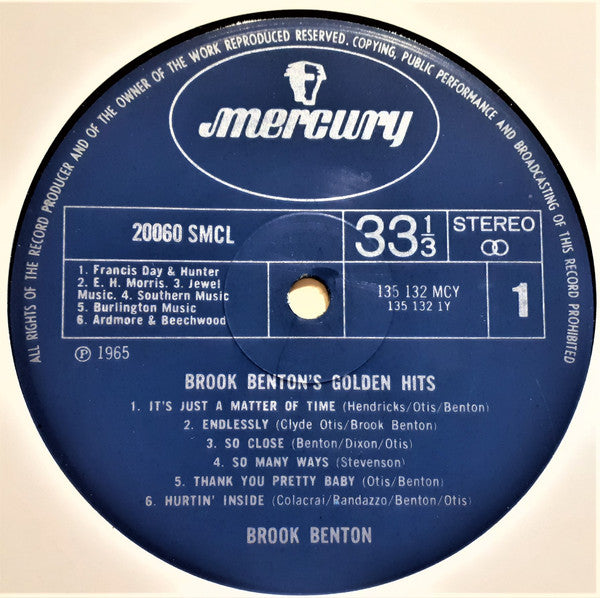 ALL RIGHTS OF THE RECORD PRODUCER AND OF THE OWNER OF THE WORK REPRODUCED RESERVED. COPYING, PUBLIC PERFORMANCE AND BROADCASTING OF THIS RECORD PROHIBITED
mercury
20060 SMCL
33 1/3
STEREO
1. Francis Day & Hunter
2. E. H. Morris. 3. Jewel
Music. 4. Southern Music
5. Burlington Music
6. Ardmore & Beechwood
135 132 MCY
135 132 1Y
1
℗ 1965
BROOK BENTON'S GOLDEN HITS
1. IT'S JUST A MATTER OF TIME (Hendricks/Otis/Benton)
2. ENDLESSLY (Clyde Otis/Brook Benton)
3. SO CLOSE (Benton/Dixon/Otis)
4. SO MANY WAYS (Stevenson)
5. THANK YOU PRETTY BABY (Otis/Benton)
6. HURTIN' INSIDE (Colacrai/Randazzo/Benton/Otis)
BROOK BENTON